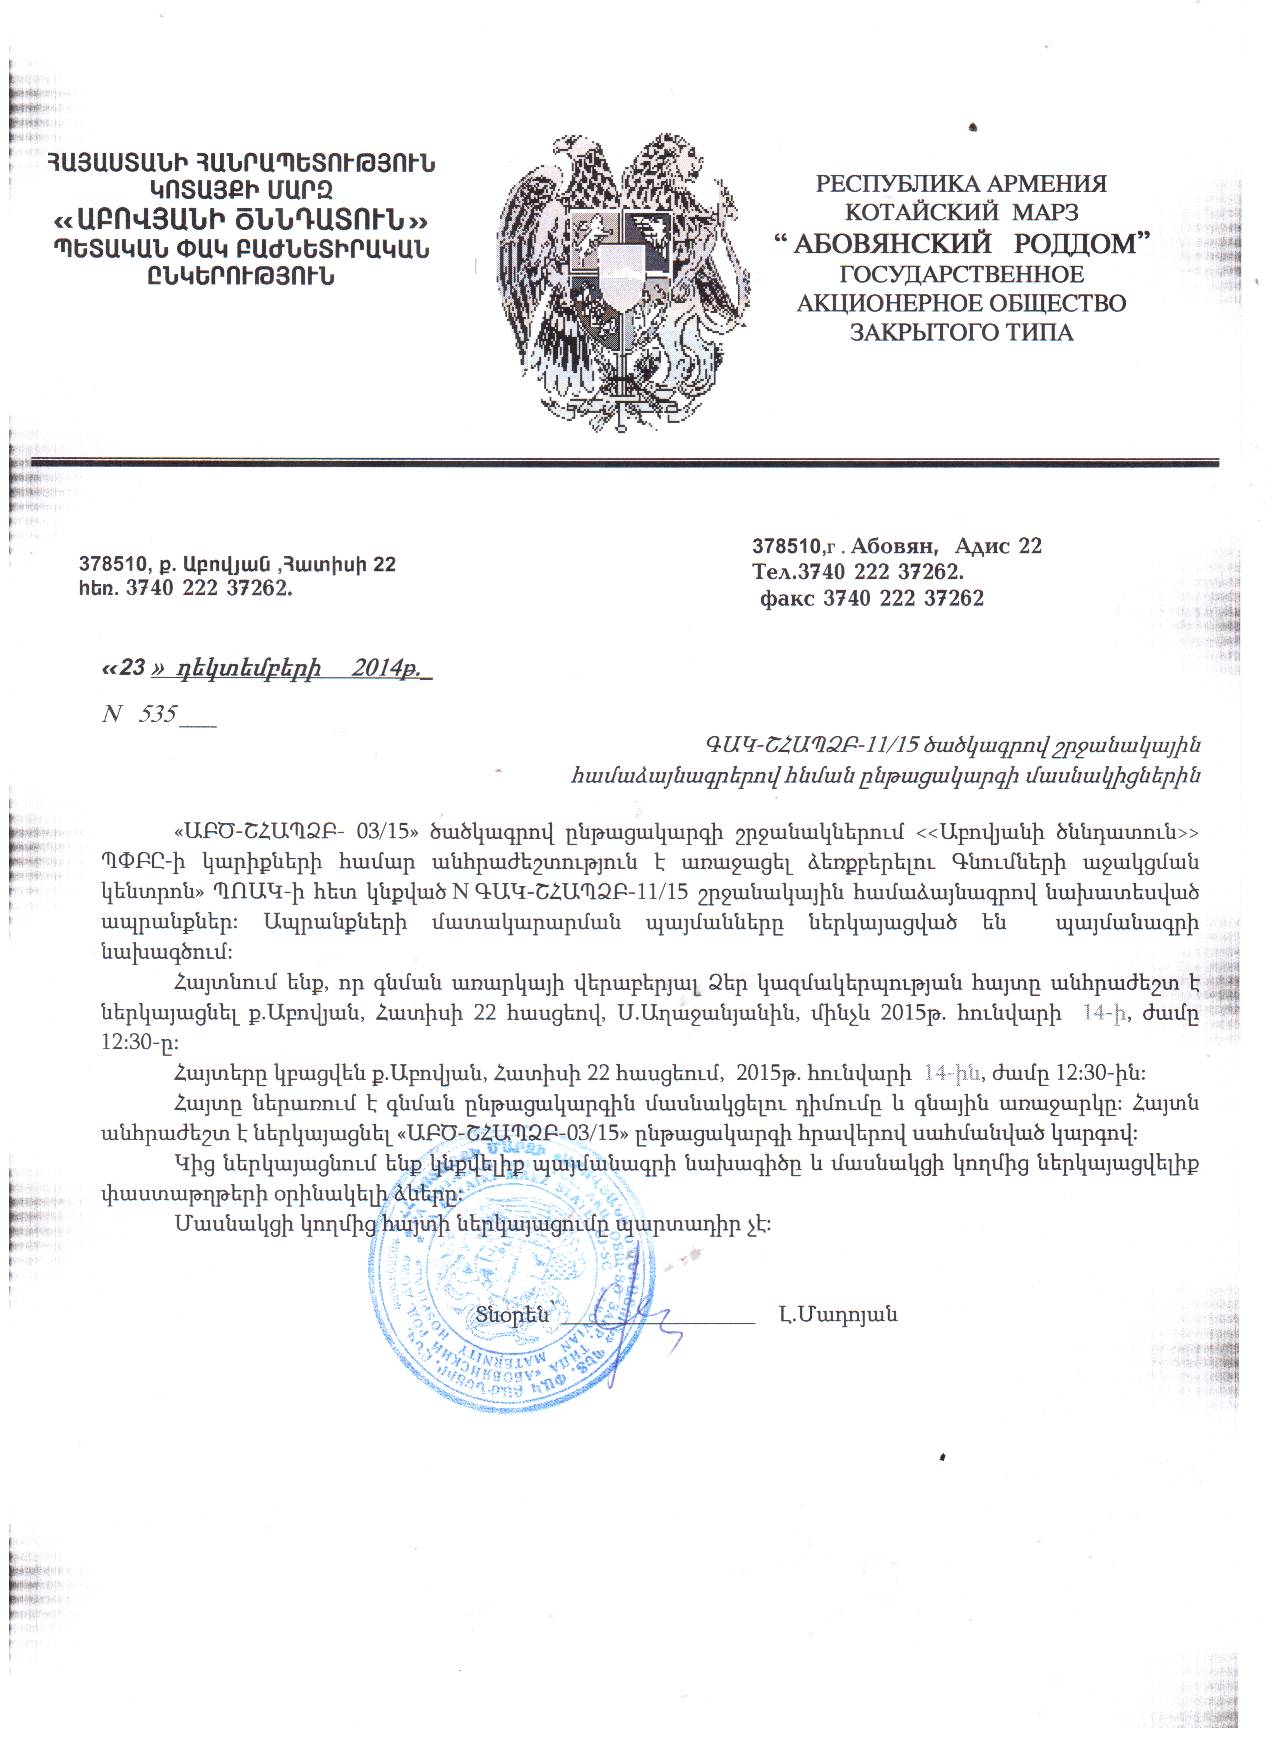 ՀԱՅԱՍՏԱՆԻ ՀԱՆՐԱՊԵՏՈՒԹՅՈՒՆ
ԿՈՏԱՅՔԻ ՄԱՐԶ
«ԱԲՈՎՅԱՆԻ ԾՆՆԴԱՏՈՒՆ»
ՊԵՏԱԿԱՆ ՓԱԿ ԲԱԺՆԵՏԻՐԱԿԱՆ
ԸՆԿԵՐՈՒԹՅՈՒՆ
РЕСПУБЛИКА АРМЕНИЯ
КОТАЙСКИЙ МАРЗ
“ АБОВЯНСКИЙ РОДДОМ”
ГОСУДАРСТВЕННОЕ
АКЦИОНЕРНОЕ ОБЩЕСТВО
ЗАКРЫТОГО ТИПА
378510, ք. Աբովյան ,Հատիսի 22
հեռ. 3740 222 37262.
378510,г . Абовян, Адис 22
Тел.3740 222 37262.
факс 3740 222 37262
«23 » դեկտեմբերի 2014թ._
N 535___
ԳԱԿ-ՇՀԱՊՁԲ-11/15 ծածկագրով շրջանակային
համաձայնագրերով հնման ընթացակարգի մասնակիցներին
«ԱԲԾ-ՇՀԱՊՁԲ- 03/15» ծածկագրով ընթացակարգի շրջանակներում <<Աբովյանի ծննդատուն>>
ՊՓԲԸ-ի կարիքների համար անհրաժեշտություն է առաջացել ձեռքբերելու Գնումների աջակցման
կենտրոն» ՊՈԱԿ-ի հետ կնքված N ԳԱԿ-ՇՀԱՊՁԲ-11/15 շրջանակային համաձայնագրով նախատեսված
ապրանքներ: Ապրանքների մատակարարման պայմանները ներկայացված են պայմանագրի
նախագծում:
Հայտնում ենք, որ գնման առարկայի վերաբերյալ Ձեր կազմակերպության հայտը անհրաժեշտ է
ներկայացնել ք.Աբովյան, Հատիսի 22 հասցեով, Ս.Աղաջանյանին, մինչև 2015թ. հունվարի 14-ի, ժամը
12:30-ը:
Հայտերը կբացվեն ք.Աբովյան, Հատիսի 22 հասցեում, 2015թ. հունվարի 14-ին, ժամը 12:30-ին:
Հայտը ներառում է գնման ընթացակարգին մասնակցելու դիմումը և գնային առաջարկը: Հայտն
անհրաժեշտ է ներկայացնել «ԱԲԾ-ՇՀԱՊՁԲ-03/15» ընթացակարգի հրավերով սահմանված կարգով:
Կից ներկայացնում ենք կնքվելիք պայմանագրի նախագիծը և մասնակցի կողմից ներկայացվելիք
փաստաթղթերի օրինակելի ձևերը:
Մասնակցի կողմից հայտի ներկայացումը պարտադիր չէ:
Տնօրեն՝ Լ.Մադոյան